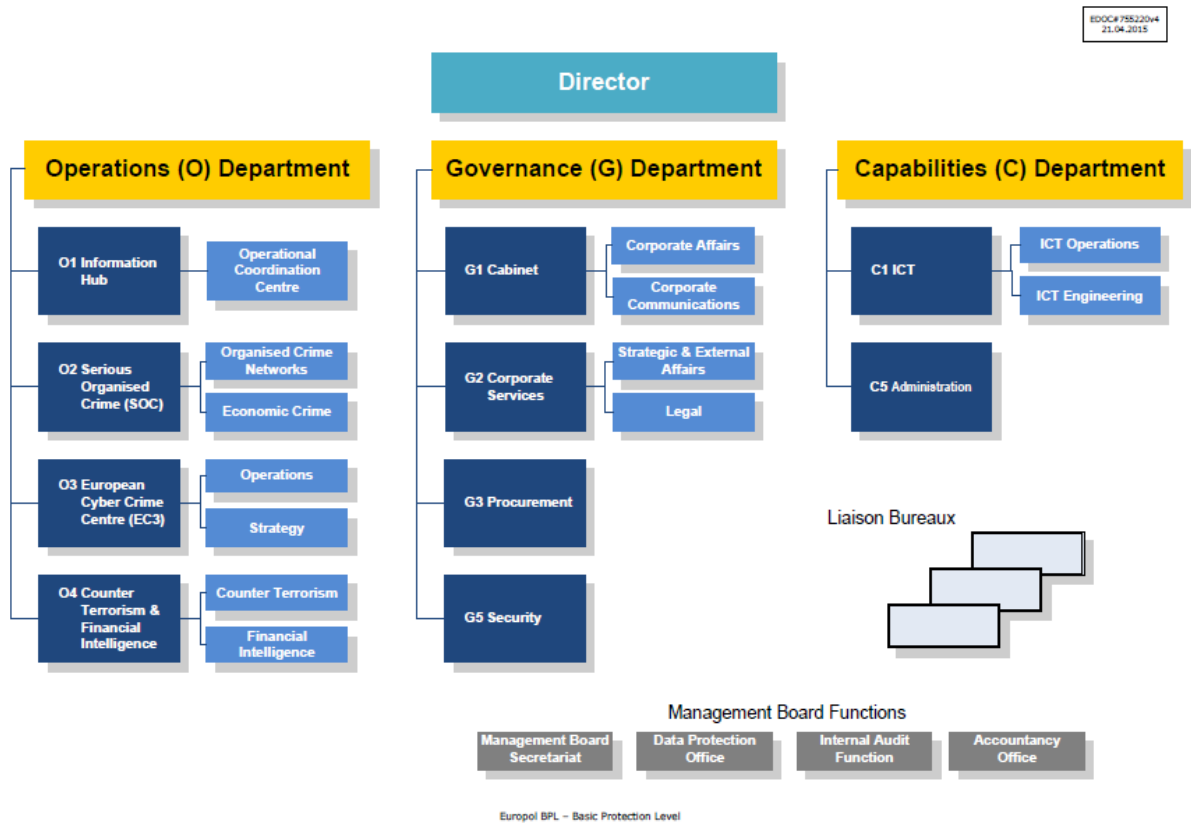 EDOC#755220v4
21.04.2015
Director
Operations (O) Department
Governance (G) Department
Capabilities (C) Department
O1 Information
Hub
Operational
Coordination
Centre
O2 Serious
Organised
Crime (SOC)
Organised Crime
Networks
Economic Crime
O3 European
Cyber Crime
Centre (EC3)
Operations
Strategy
O4 Counter
Terrorism &
Financial
Intelligence
Counter Terrorism
Financial
Intelligence
G1 Cabinet
Corporate Affairs
Corporate
Communications
G2 Corporate
Services
Strategic & External
Affairs
Legal
G3 Procurement
G5 Security
C1 ICT
ICT Operations
ICT Engineering
C5 Administration
Liaison Bureaux
Management Board Functions
Management Board
Secretariat
Data Protection
Office
Internal Audit
Function
Accountancy
Office
Europol BPL – Basic Protection Level